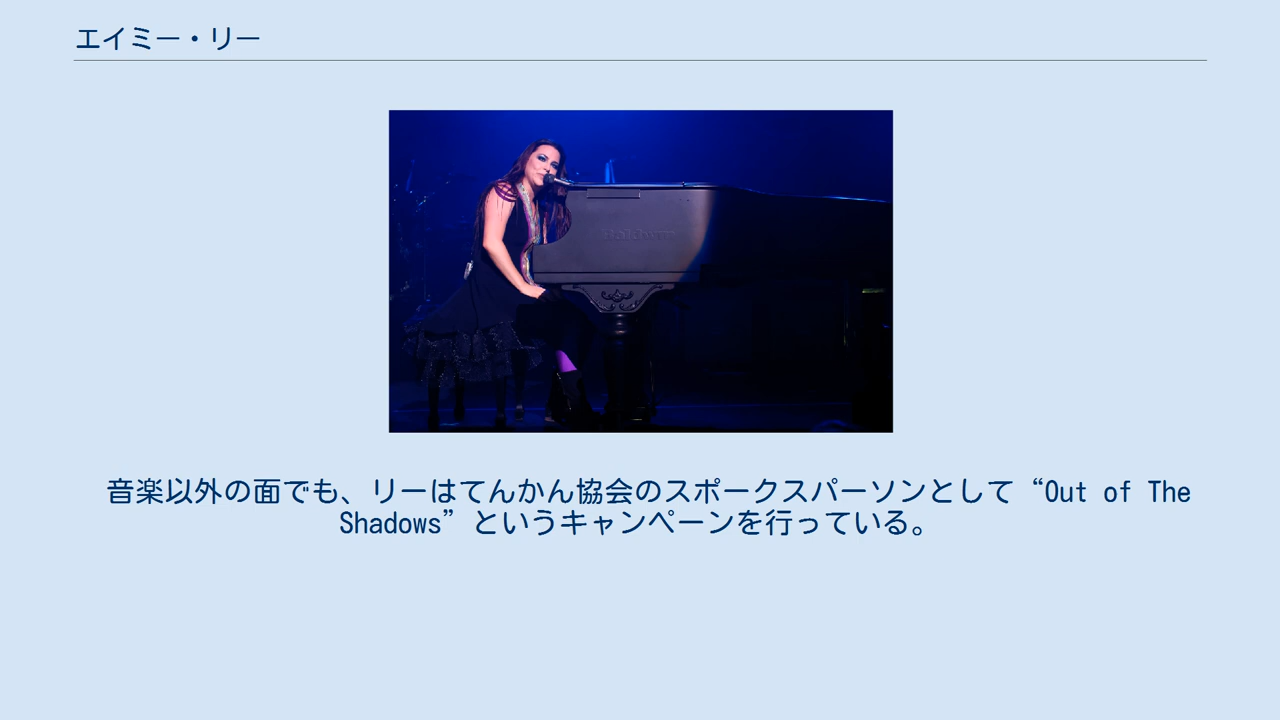 エイミー・リー
Baldwin
音楽以外の面でも、リーはてんかん協会のスポークスパーソンとして“Out of The
Shadows”というキャンペーンを行っている。